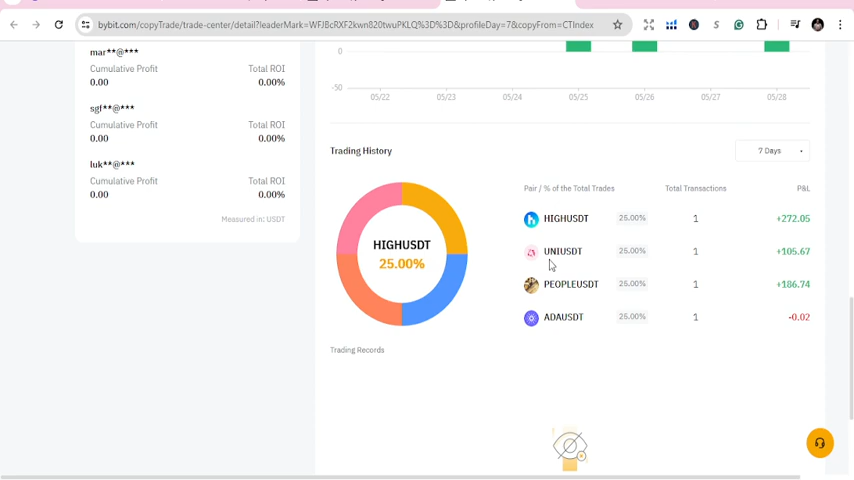 bybit.com/copyTrade/trade-center/detail?leaderMark=WFJBcRXF2kwn820twuPKLQ%3D%3D&profileDay=7&copyFrom=CTIndex
mar**@***
Cumulative Profit Total ROI
0.00 0.00%
sgf**@***
Cumulative Profit Total ROI
0.00 0.00%
luk**@***
Cumulative Profit Total ROI
0.00 0.00%
Measured in: USDT
0
-50
05/22 05/23 05/24 05/25 05/26 05/27 05/28
Trading History 7 Days
HIGHUSDT
25.00%
Pair / % of the Total Trades Total Transactions P&L
HIGHUSDT 25.00% 1 +272.05
UNIUSDT 25.00% 1 +105.67
PEOPLEUSDT 25.00% 1 +186.74
ADAUSDT 25.00% 1 -0.02
Trading Records